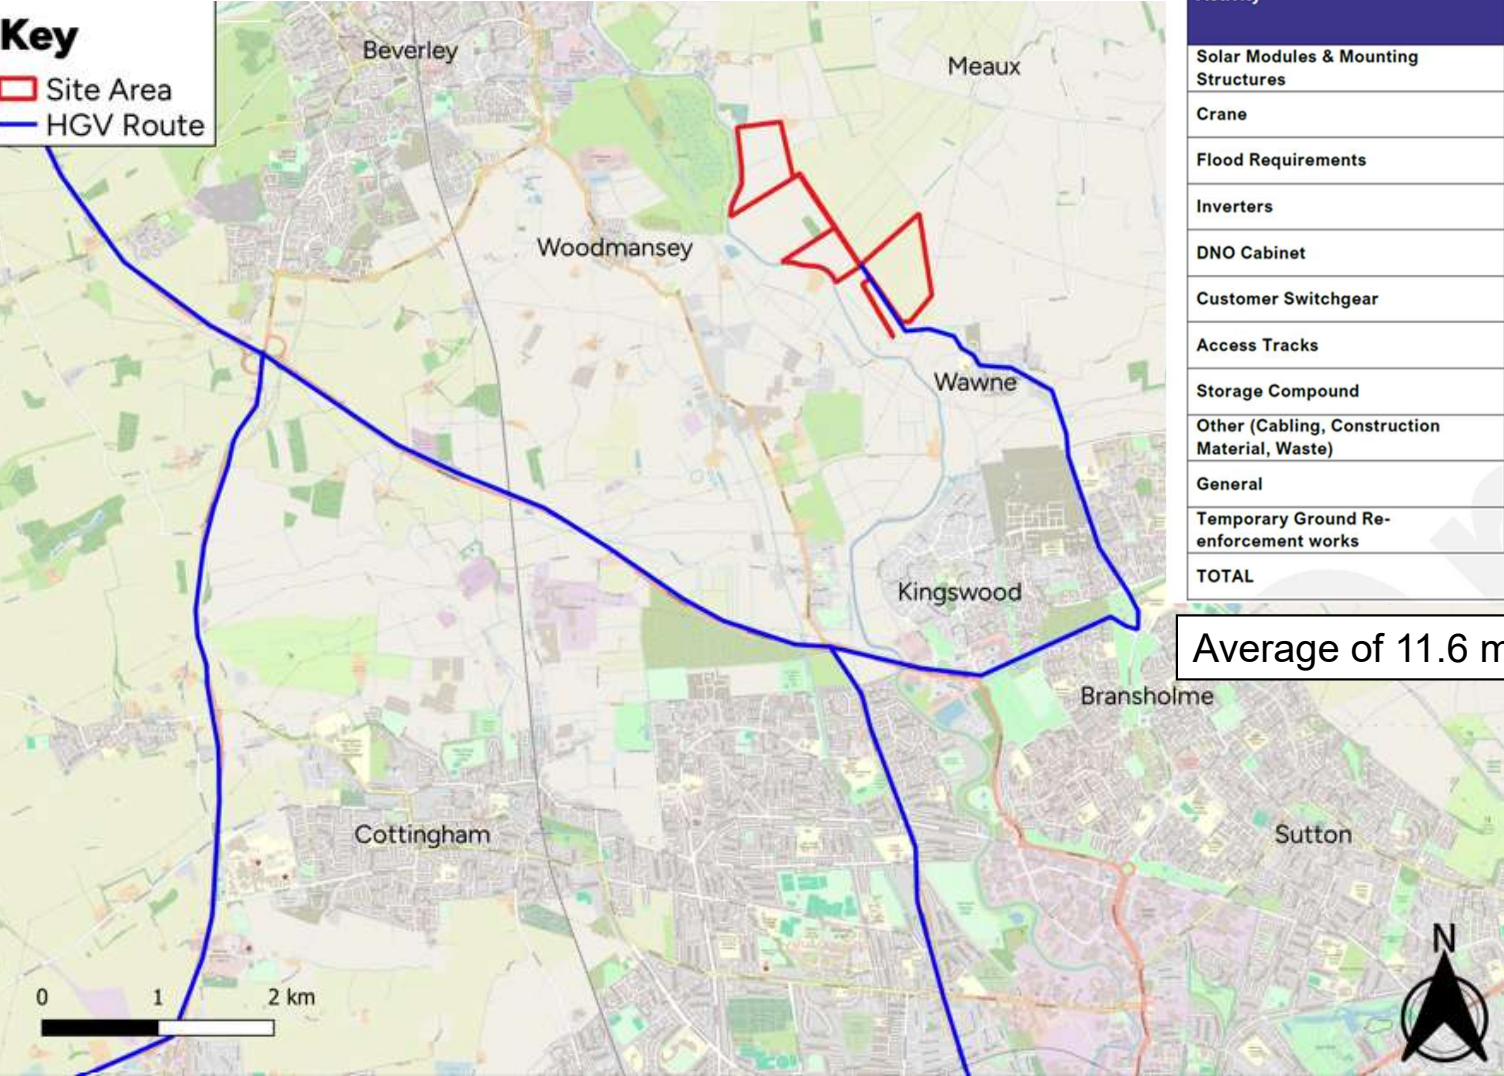 Key
Site Area
HGV Route
Beverley
Meaux
Woodmansey
Wawne
Kingswood
Bransholme
Cottingham
Sutton
0 1 2 km
N
Solar Modules & Mounting
Structures
Crane
Flood Requirements
Inverters
DNO Cabinet
Customer Switchgear
Access Tracks
Storage Compound
Other (Cabling, Construction
Material, Waste)
General
Temporary Ground Re-
enforcement works
TOTAL
Average of 11.6 m